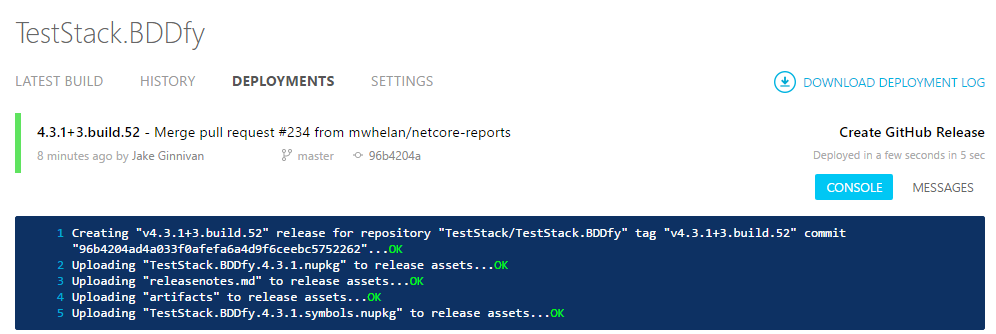 TestStack.BDDfy
LATEST BUILD HISTORY DEPLOYMENTS SETTINGS DOWNLOAD DEPLOYMENT LOG
4.3.1+3.build.52 - Merge pull request #234 from mwhelan/netcore-reports Create GitHub Release
8 minutes ago by Jake Ginnivan master 96b4204a Deployed in a few seconds in 5 sec
CONSOLE MESSAGES
1 Creating "v4.3.1+3.build.52" release for repository "TestStack/TestStack.BDDfy" tag "v4.3.1+3.build.52" commit
"96b4204ad4a033f0afefa6a4d9f6ceebc5752262"...OK
2 Uploading "TestStack.BDDfy.4.3.1.nupkg" to release assets...OK
3 Uploading "releasenotes.md" to release assets...OK
4 Uploading "artifacts" to release assets...OK
5 Uploading "TestStack.BDDfy.4.3.1.symbols.nupkg" to release assets...OK